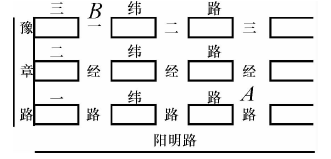 三 B 纬 路
豫 一 二 三
二 纬 路
章 经 经 经
一 纬 路 A
路 路 路 路
阳明路